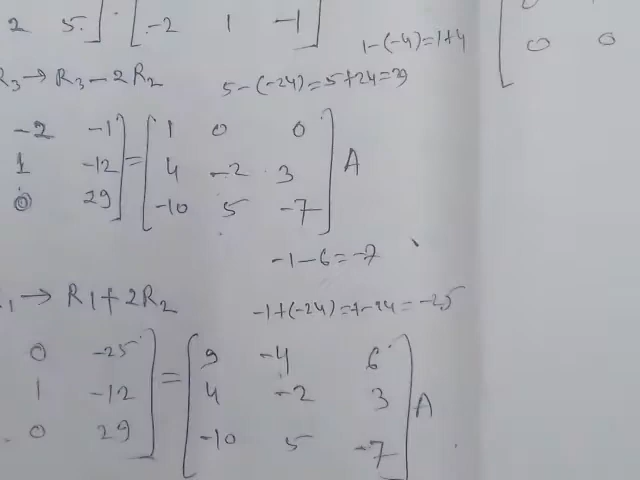 2 5 ] · [ -2 1 -1 ]
1-(-4)=1+4
0 0
R3 → R3 - 2R2
5-(-24)=5+24=29
-2 -1 ] = [ 1 0 0 ]
1 -12 ] = [ 4 -2 3 ] A
0 29 ] = [ -10 5 -7 ]
-1-6=-7
1 → R1 + 2R2
-1+(-24)=-1-24=-25
0 -25 ] = [ 9 -4 6 ]
1 -12 ] = [ 4 -2 3 ] A
0 29 ] = [ -10 5 -7 ]